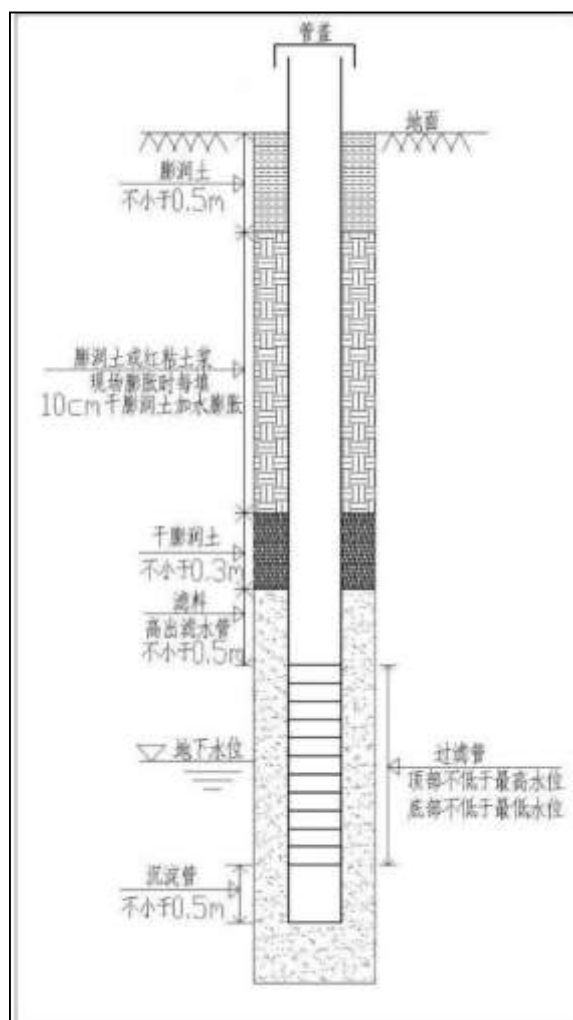 管盖
地面
膨润土
不小于0.5m
膨润土或红粘土浆
现场膨胀时每填
10cm干膨润土加水膨胀
干膨润土
不小于0.3m
滤料
高出滤水管
不小于0.5m
地下水位
过滤管
顶部不低于最高水位
底部不低于最低水位
沉淀管
不小于0.5m